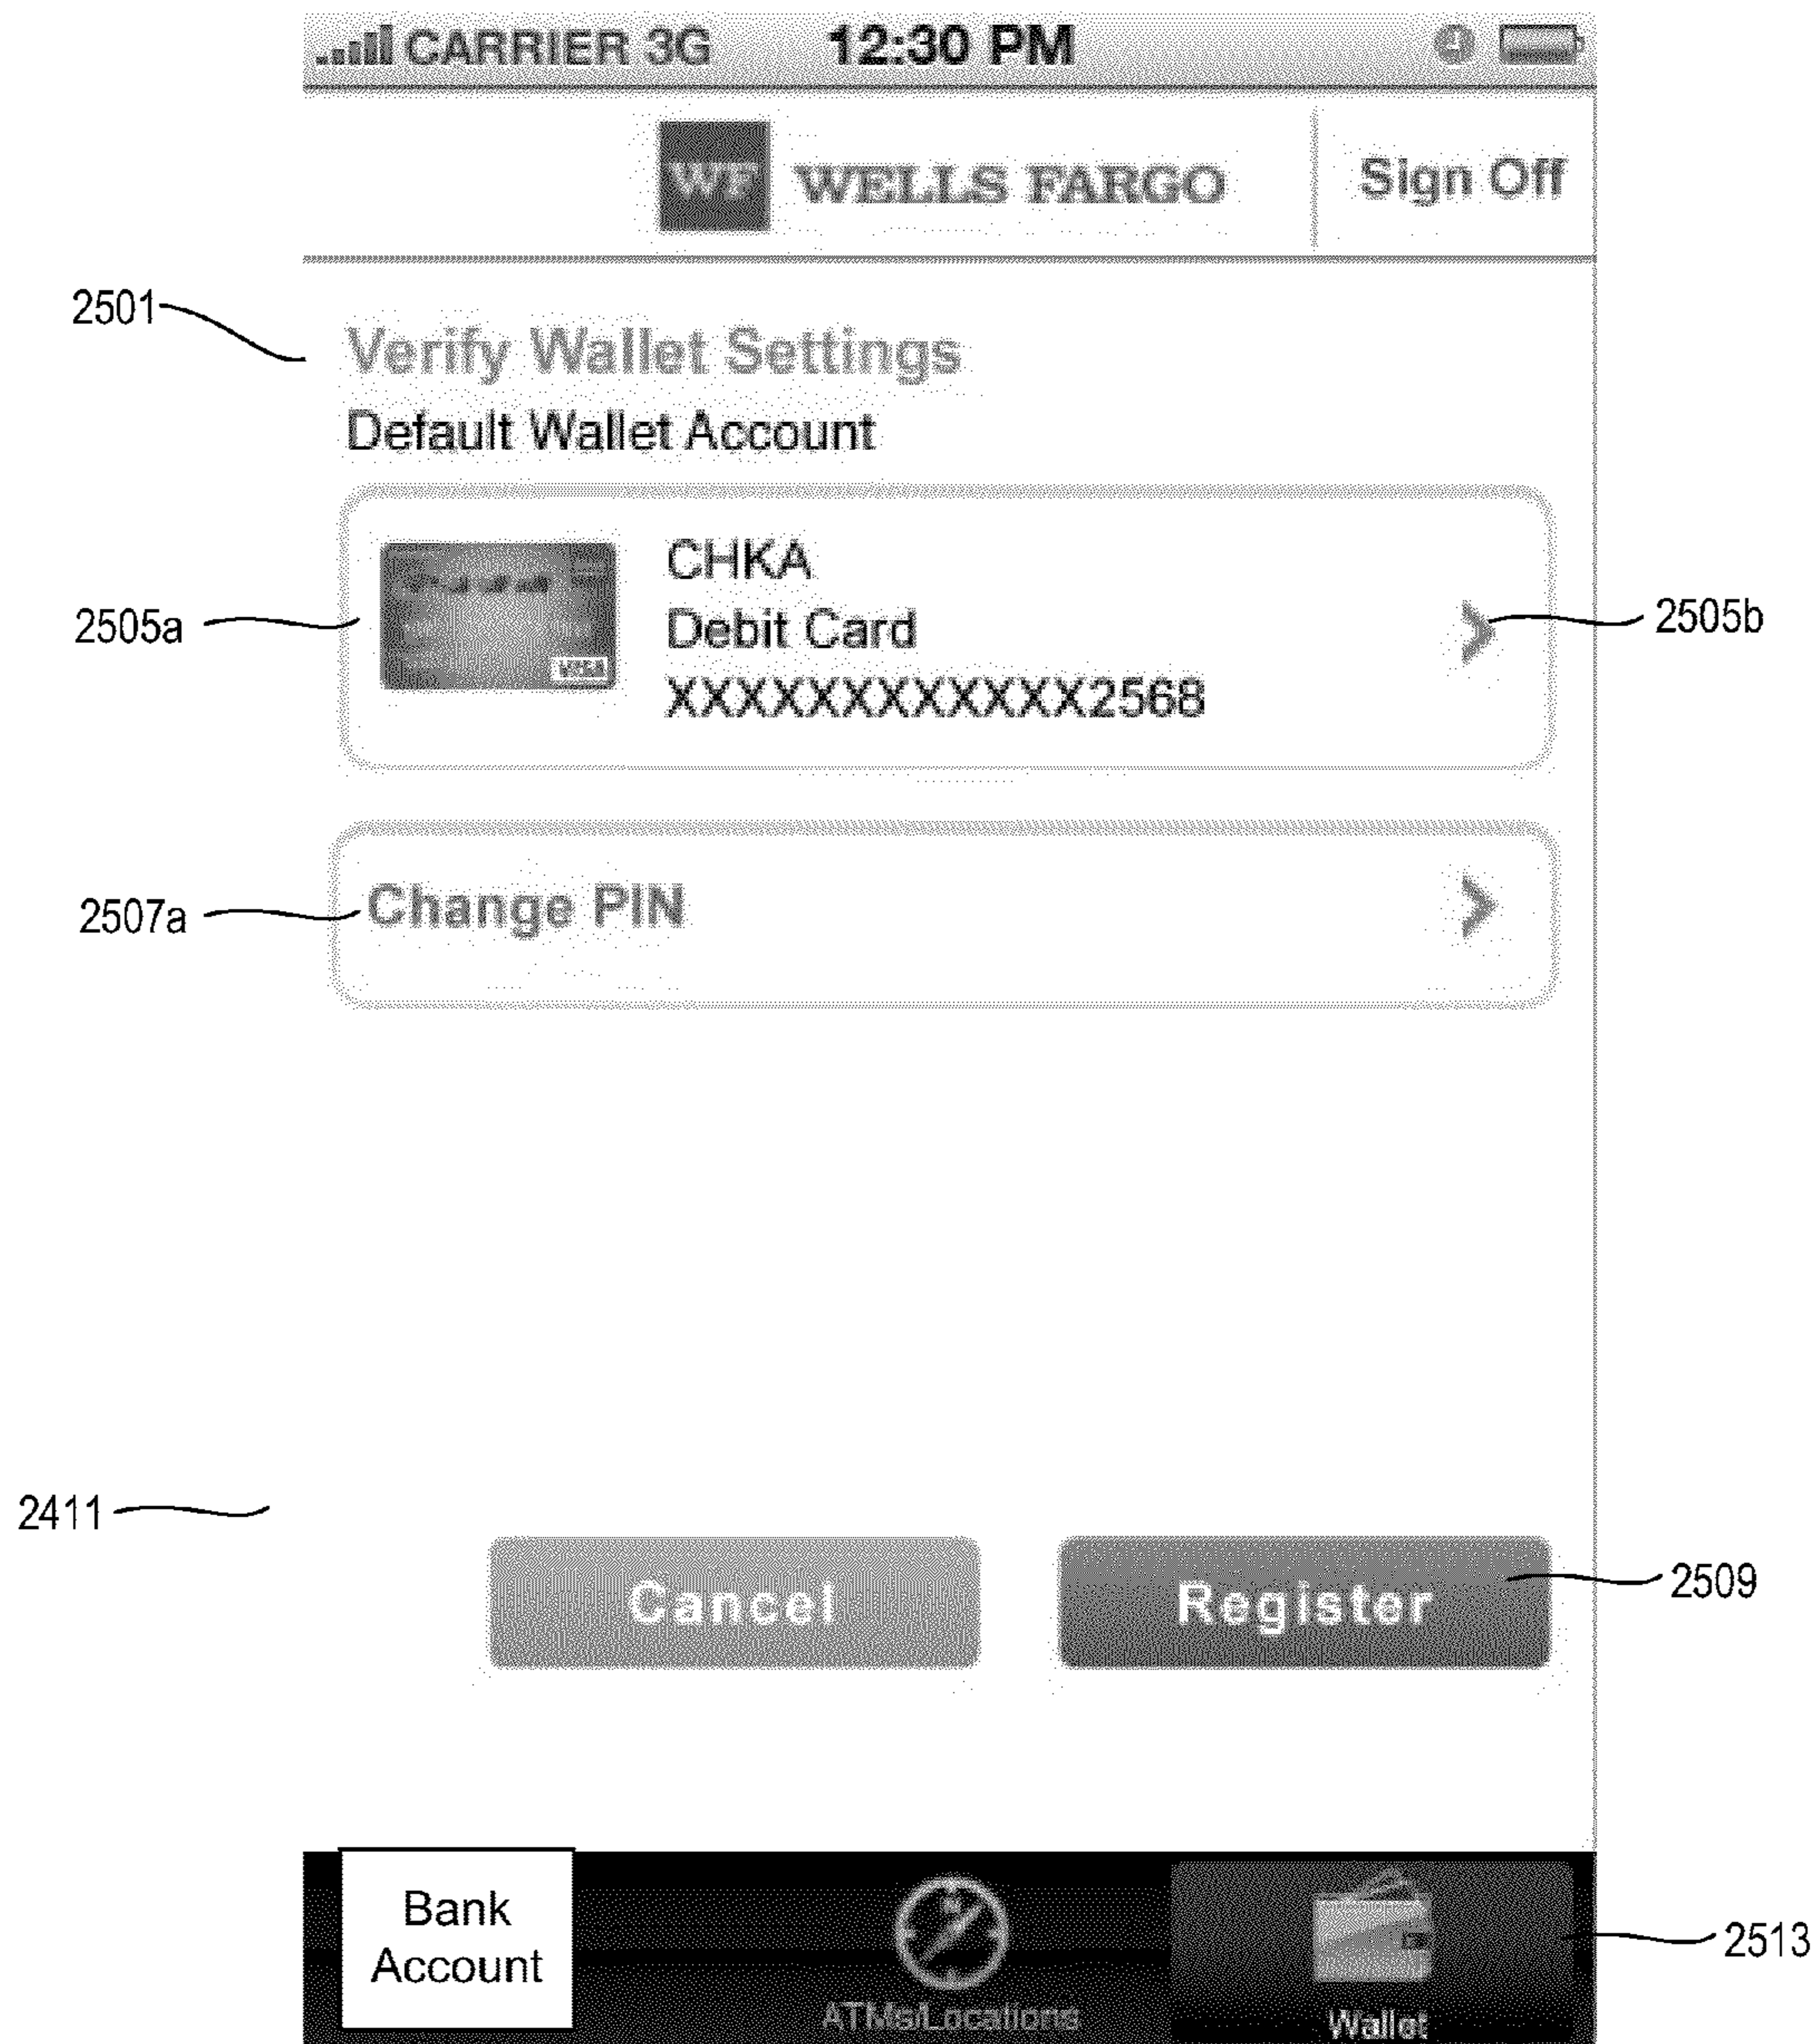 CARRIER 3G 12:30 PM
WF WELLS FARGO Sign Off
2501
Verify Wallet Settings
Default Wallet Account
2505a
VISA
CHKA
Debit Card
XXXXXXXXXXXX2568
2505b
2507a
Change PIN
2411
Cancel
Register
2509
Bank
Account
ATMs/Locations
Wallet
2513